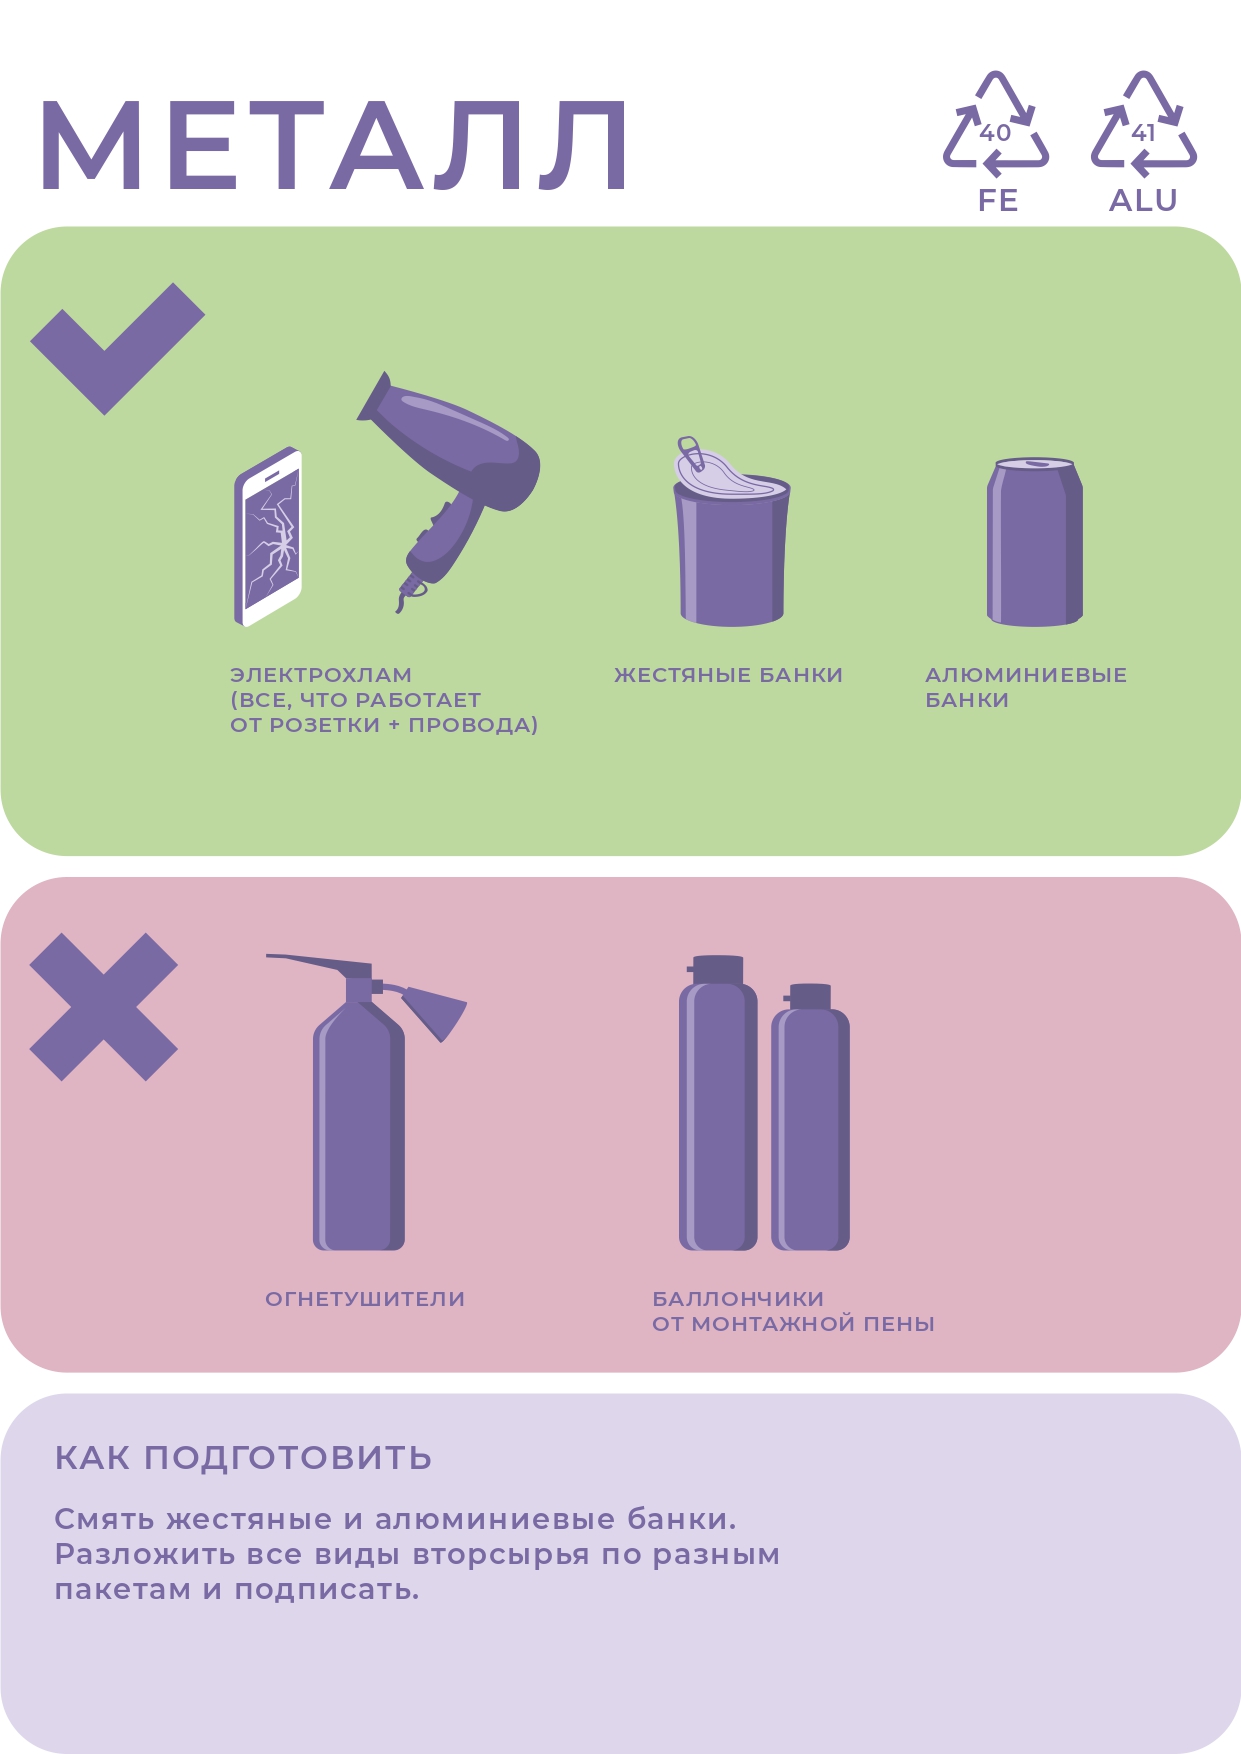 МЕТАЛЛ
40
FE
41
ALU
ЭЛЕКТРОХЛАМ
(ВСЕ, ЧТО РАБОТАЕТ
ОТ РОЗЕТКИ + ПРОВОДА)
ЖЕСТЯНЫЕ БАНКИ
АЛЮМИНИЕВЫЕ
БАНКИ
ОГНЕТУШИТЕЛИ
БАЛЛОНЧИКИ
ОТ МОНТАЖНОЙ ПЕНЫ
КАК ПОДГОТОВИТЬ
Смять жестяные и алюминиевые банки.
Разложить все виды вторсырья по разным
пакетам и подписать.